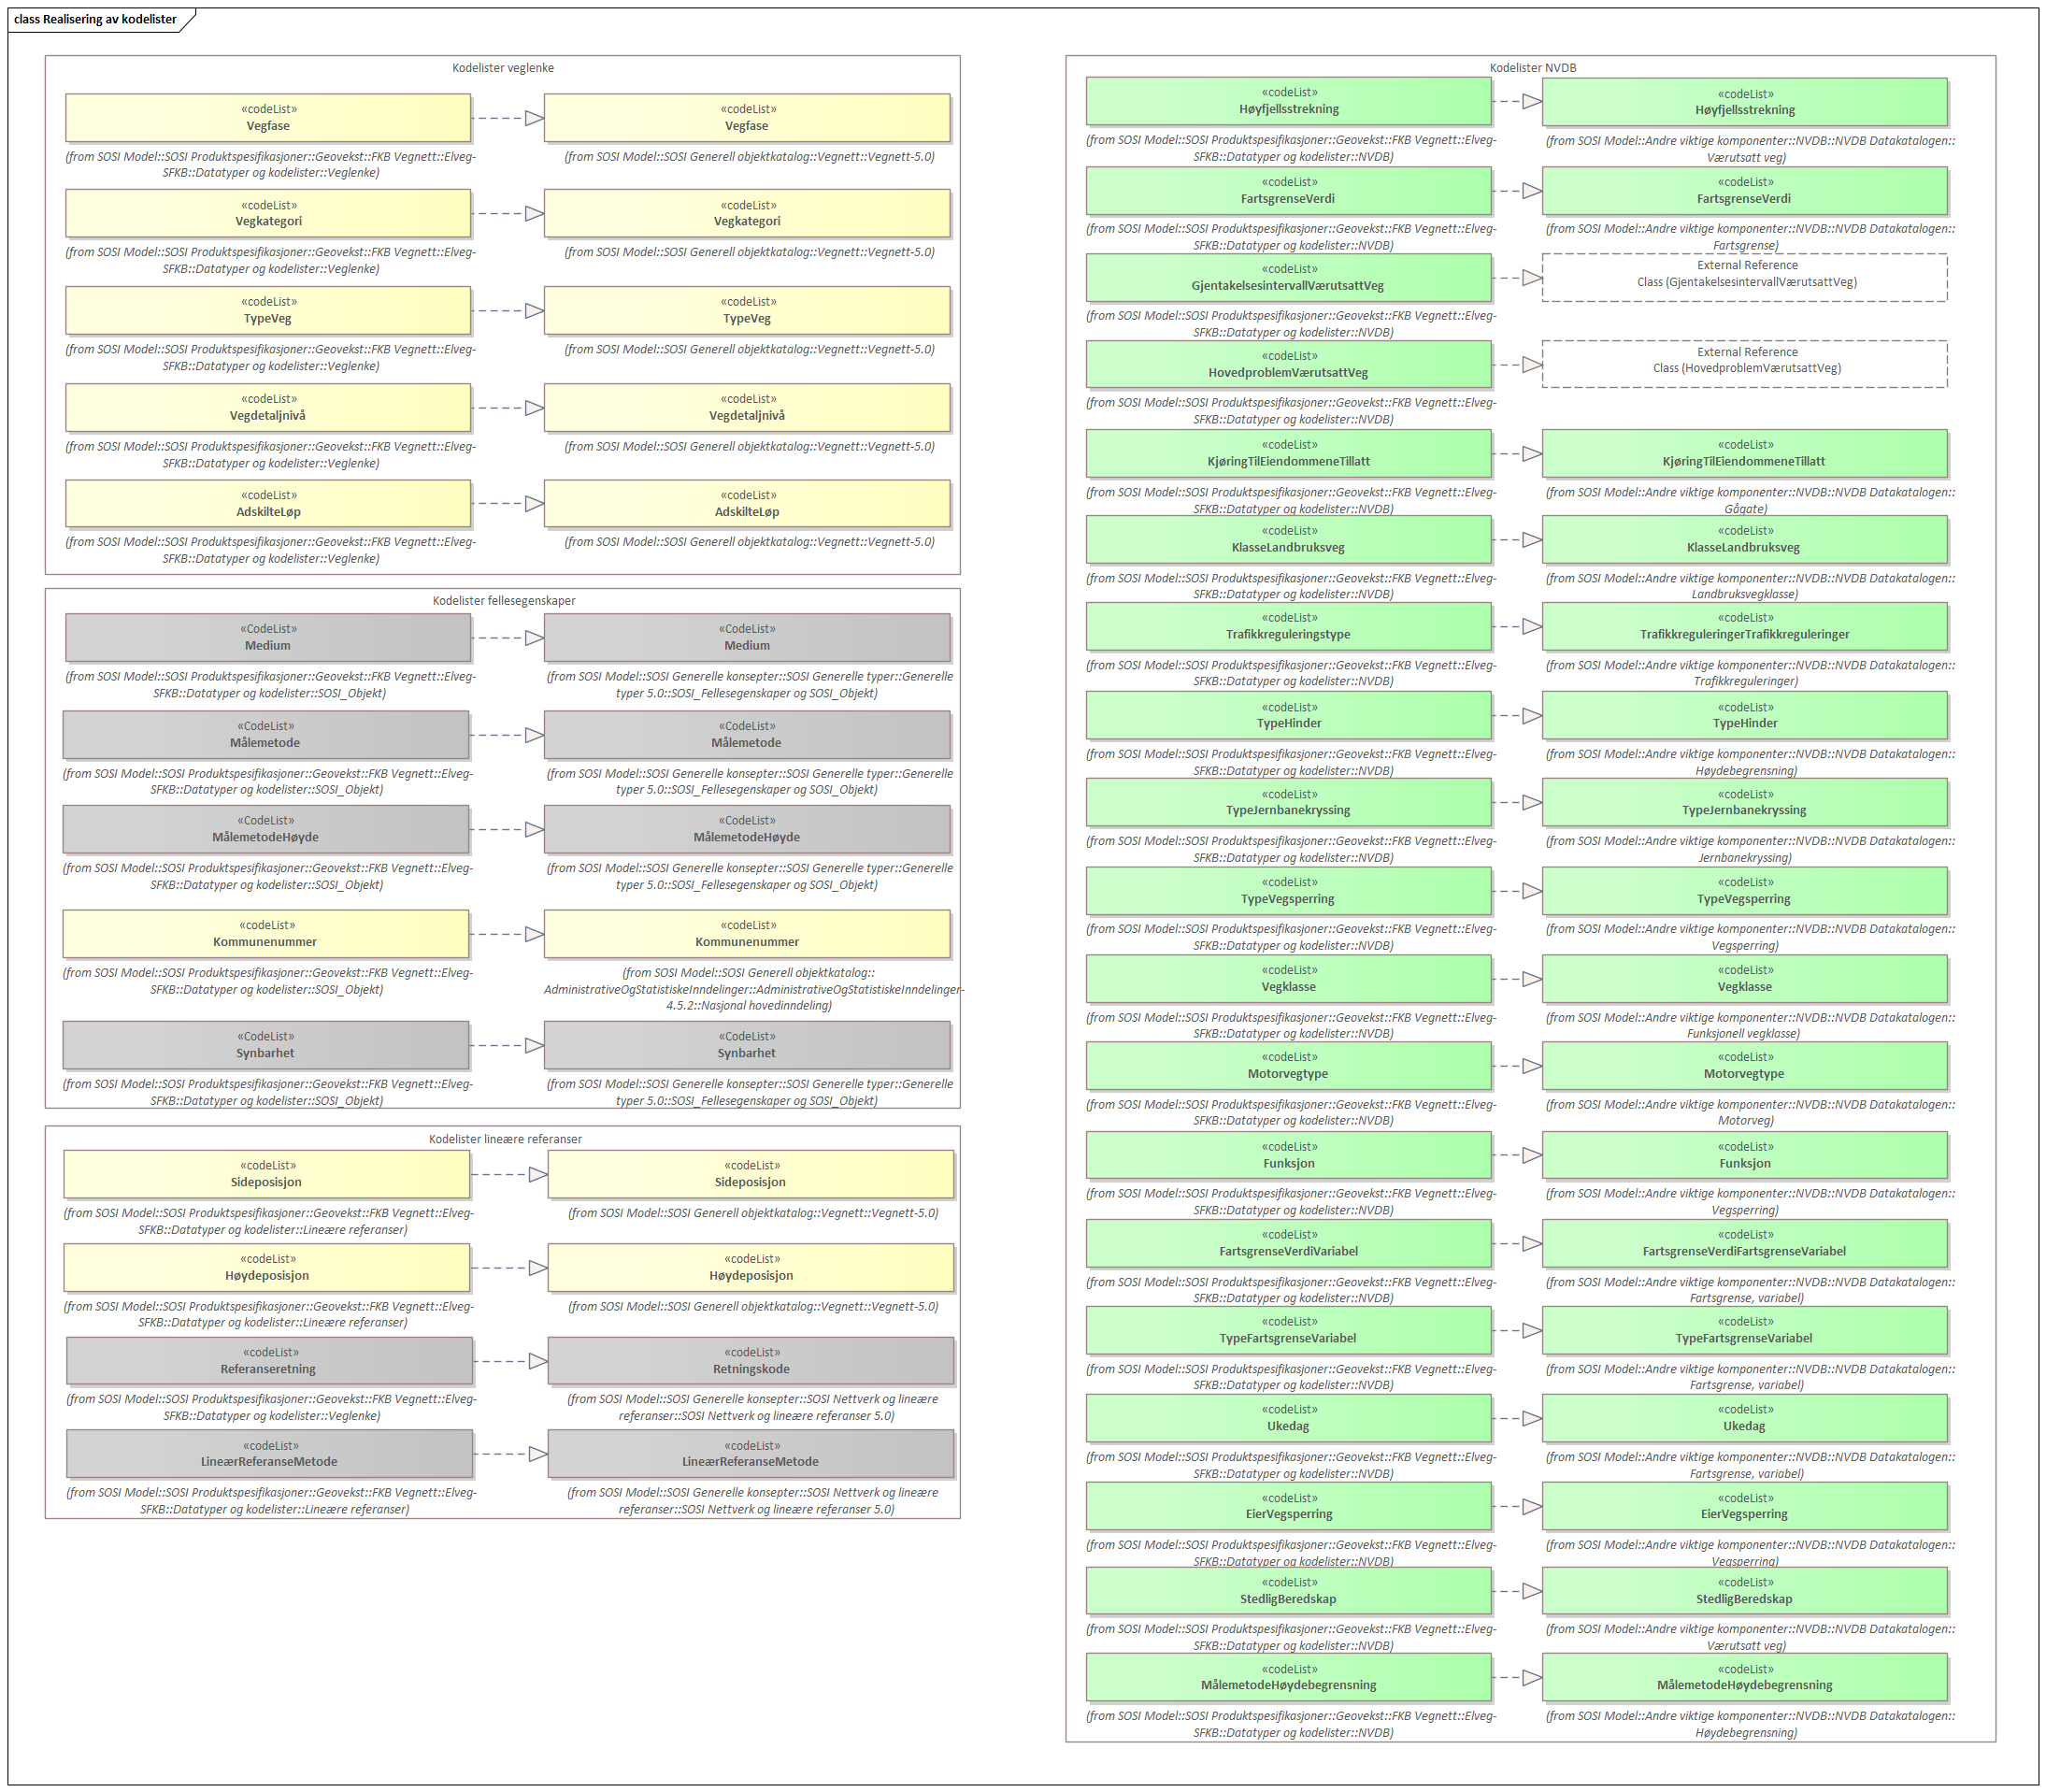 class Realisering av kodelister
Kodelister veglenke
«codeList»
Vegfase
(from SOSI Model::SOSI Produktspesifikasjoner::Geovekst::FKB Vegnett::Elveg-
SFKB::Datatyper og kodelister::Veglenke)
«codeList»
Vegfase
(from SOSI Model::SOSI Generell objektkatalog::Vegnett::Vegnett-5.0)
«codeList»
Vegkategori
(from SOSI Model::SOSI Produktspesifikasjoner::Geovekst::FKB Vegnett::Elveg-
SFKB::Datatyper og kodelister::Veglenke)
«codeList»
Vegkategori
(from SOSI Model::SOSI Generell objektkatalog::Vegnett::Vegnett-5.0)
«codeList»
TypeVeg
(from SOSI Model::SOSI Produktspesifikasjoner::Geovekst::FKB Vegnett::Elveg-
SFKB::Datatyper og kodelister::Veglenke)
«codeList»
TypeVeg
(from SOSI Model::SOSI Generell objektkatalog::Vegnett::Vegnett-5.0)
«codeList»
Vegdetaljnivå
(from SOSI Model::SOSI Produktspesifikasjoner::Geovekst::FKB Vegnett::Elveg-
SFKB::Datatyper og kodelister::Veglenke)
«codeList»
Vegdetaljnivå
(from SOSI Model::SOSI Generell objektkatalog::Vegnett::Vegnett-5.0)
«codeList»
AdskilteLøp
(from SOSI Model::SOSI Produktspesifikasjoner::Geovekst::FKB Vegnett::Elveg-
SFKB::Datatyper og kodelister::Veglenke)
«codeList»
AdskilteLøp
(from SOSI Model::SOSI Generell objektkatalog::Vegnett::Vegnett-5.0)
Kodelister fellesegenskaper
«CodeList»
Medium
(from SOSI Model::SOSI Produktspesifikasjoner::Geovekst::FKB Vegnett::Elveg-
SFKB::Datatyper og kodelister::SOSI_Objekt)
«CodeList»
Medium
(from SOSI Model::SOSI Generelle konsepter::SOSI Generelle typer::Generelle
typer 5.0::SOSI_Fellesegenskaper og SOSI_Objekt)
«CodeList»
Målemetode
(from SOSI Model::SOSI Produktspesifikasjoner::Geovekst::FKB Vegnett::Elveg-
SFKB::Datatyper og kodelister::SOSI_Objekt)
«CodeList»
Målemetode
(from SOSI Model::SOSI Generelle konsepter::SOSI Generelle typer::Generelle
typer 5.0::SOSI_Fellesegenskaper og SOSI_Objekt)
«CodeList»
MålemetodeHøyde
(from SOSI Model::SOSI Produktspesifikasjoner::Geovekst::FKB Vegnett::Elveg-
SFKB::Datatyper og kodelister::SOSI_Objekt)
«CodeList»
MålemetodeHøyde
(from SOSI Model::SOSI Generelle konsepter::SOSI Generelle typer::Generelle
typer 5.0::SOSI_Fellesegenskaper og SOSI_Objekt)
«codeList»
Kommunenummer
(from SOSI Model::SOSI Produktspesifikasjoner::Geovekst::FKB Vegnett::Elveg-
SFKB::Datatyper og kodelister::SOSI_Objekt)
«codeList»
Kommunenummer
(from SOSI Model::SOSI Generell objektkatalog::
AdministrativeOgStatistiskeInndelinger::AdministrativeOgStatistiskeInndelinger-
4.5.2::Nasjonal hovedinndeling)
«CodeList»
Synbarhet
(from SOSI Model::SOSI Produktspesifikasjoner::Geovekst::FKB Vegnett::Elveg-
SFKB::Datatyper og kodelister::SOSI_Objekt)
«CodeList»
Synbarhet
(from SOSI Model::SOSI Generelle konsepter::SOSI Generelle typer::Generelle
typer 5.0::SOSI_Fellesegenskaper og SOSI_Objekt)
Kodelister lineære referanser
«codeList»
Sideposisjon
(from SOSI Model::SOSI Produktspesifikasjoner::Geovekst::FKB Vegnett::Elveg-
SFKB::Datatyper og kodelister::Lineære referanser)
«codeList»
Sideposisjon
(from SOSI Model::SOSI Generell objektkatalog::Vegnett::Vegnett-5.0)
«codeList»
Høydeposisjon
(from SOSI Model::SOSI Produktspesifikasjoner::Geovekst::FKB Vegnett::Elveg-
SFKB::Datatyper og kodelister::Lineære referanser)
«codeList»
Høydeposisjon
(from SOSI Model::SOSI Generell objektkatalog::Vegnett::Vegnett-5.0)
«codeList»
Referanseretning
(from SOSI Model::SOSI Produktspesifikasjoner::Geovekst::FKB Vegnett::Elveg-
SFKB::Datatyper og kodelister::Veglenke)
«codeList»
Retningskode
(from SOSI Model::SOSI Generelle konsepter::SOSI Nettverk og lineære
referanser::SOSI Nettverk og lineære referanser 5.0)
«codeList»
LineærReferanseMetode
(from SOSI Model::SOSI Produktspesifikasjoner::Geovekst::FKB Vegnett::Elveg-
SFKB::Datatyper og kodelister::Lineære referanser)
«codeList»
LineærReferanseMetode
(from SOSI Model::SOSI Generelle konsepter::SOSI Nettverk og lineære
referanser::SOSI Nettverk og lineære referanser 5.0)
Kodelister NVDB
«codeList»
Høyfjellsstrekning
(from SOSI Model::SOSI Produktspesifikasjoner::Geovekst::FKB Vegnett::Elveg-
SFKB::Datatyper og kodelister::NVDB)
«codeList»
Høyfjellsstrekning
(from SOSI Model::Andre viktige komponenter::NVDB::NVDB Datakatalogen::
Værutsatt veg)
«codeList»
FartsgrenseVerdi
(from SOSI Model::SOSI Produktspesifikasjoner::Geovekst::FKB Vegnett::Elveg-
SFKB::Datatyper og kodelister::NVDB)
«codeList»
FartsgrenseVerdi
(from SOSI Model::Andre viktige komponenter::NVDB::NVDB Datakatalogen::
Fartsgrense)
«codeList»
GjentakelsesintervallVærutsattVeg
(from SOSI Model::SOSI Produktspesifikasjoner::Geovekst::FKB Vegnett::Elveg-
SFKB::Datatyper og kodelister::NVDB)
External Reference
Class (GjentakelsesintervallVærutsattVeg)
«codeList»
HovedproblemVærutsattVeg
(from SOSI Model::SOSI Produktspesifikasjoner::Geovekst::FKB Vegnett::Elveg-
SFKB::Datatyper og kodelister::NVDB)
External Reference
Class (HovedproblemVærutsattVeg)
«codeList»
KjøringTilEiendommeneTillatt
(from SOSI Model::SOSI Produktspesifikasjoner::Geovekst::FKB Vegnett::Elveg-
SFKB::Datatyper og kodelister::NVDB)
«codeList»
KjøringTilEiendommeneTillatt
(from SOSI Model::Andre viktige komponenter::NVDB::NVDB Datakatalogen::
Gågate)
«codeList»
KlasseLandbruksveg
(from SOSI Model::SOSI Produktspesifikasjoner::Geovekst::FKB Vegnett::Elveg-
SFKB::Datatyper og kodelister::NVDB)
«codeList»
KlasseLandbruksveg
(from SOSI Model::Andre viktige komponenter::NVDB::NVDB Datakatalogen::
Landbruksvegklasse)
«codeList»
Trafikkreguleringstype
(from SOSI Model::SOSI Produktspesifikasjoner::Geovekst::FKB Vegnett::Elveg-
SFKB::Datatyper og kodelister::NVDB)
«codeList»
TrafikkreguleringerTrafikkreguleringer
(from SOSI Model::Andre viktige komponenter::NVDB::NVDB Datakatalogen::
Trafikkreguleringer)
«codeList»
TypeHinder
(from SOSI Model::SOSI Produktspesifikasjoner::Geovekst::FKB Vegnett::Elveg-
SFKB::Datatyper og kodelister::NVDB)
«codeList»
TypeHinder
(from SOSI Model::Andre viktige komponenter::NVDB::NVDB Datakatalogen::
Høydebegrensning)
«codeList»
TypeJernbanekryssing
(from SOSI Model::SOSI Produktspesifikasjoner::Geovekst::FKB Vegnett::Elveg-
SFKB::Datatyper og kodelister::NVDB)
«codeList»
TypeJernbanekryssing
(from SOSI Model::Andre viktige komponenter::NVDB::NVDB Datakatalogen::
Jernbanekryssing)
«codeList»
TypeVegsperring
(from SOSI Model::SOSI Produktspesifikasjoner::Geovekst::FKB Vegnett::Elveg-
SFKB::Datatyper og kodelister::NVDB)
«codeList»
TypeVegsperring
(from SOSI Model::Andre viktige komponenter::NVDB::NVDB Datakatalogen::
Vegsperring)
«codeList»
Vegklasse
(from SOSI Model::SOSI Produktspesifikasjoner::Geovekst::FKB Vegnett::Elveg-
SFKB::Datatyper og kodelister::NVDB)
«codeList»
Vegklasse
(from SOSI Model::Andre viktige komponenter::NVDB::NVDB Datakatalogen::
Funksjonell vegklasse)
«codeList»
Motorvegtype
(from SOSI Model::SOSI Produktspesifikasjoner::Geovekst::FKB Vegnett::Elveg-
SFKB::Datatyper og kodelister::NVDB)
«codeList»
Motorvegtype
(from SOSI Model::Andre viktige komponenter::NVDB::NVDB Datakatalogen::
Motorveg)
«codeList»
Funksjon
(from SOSI Model::SOSI Produktspesifikasjoner::Geovekst::FKB Vegnett::Elveg-
SFKB::Datatyper og kodelister::NVDB)
«codeList»
Funksjon
(from SOSI Model::Andre viktige komponenter::NVDB::NVDB Datakatalogen::
Vegsperring)
«codeList»
FartsgrenseVerdiVariabel
(from SOSI Model::SOSI Produktspesifikasjoner::Geovekst::FKB Vegnett::Elveg-
SFKB::Datatyper og kodelister::NVDB)
«codeList»
FartsgrenseVerdiFartsgrenseVariabel
(from SOSI Model::Andre viktige komponenter::NVDB::NVDB Datakatalogen::
Fartsgrense, variabel)
«codeList»
TypeFartsgrenseVariabel
(from SOSI Model::SOSI Produktspesifikasjoner::Geovekst::FKB Vegnett::Elveg-
SFKB::Datatyper og kodelister::NVDB)
«codeList»
TypeFartsgrenseVariabel
(from SOSI Model::Andre viktige komponenter::NVDB::NVDB Datakatalogen::
Fartsgrense, variabel)
«codeList»
Ukedag
(from SOSI Model::SOSI Produktspesifikasjoner::Geovekst::FKB Vegnett::Elveg-
SFKB::Datatyper og kodelister::NVDB)
«codeList»
Ukedag
(from SOSI Model::Andre viktige komponenter::NVDB::NVDB Datakatalogen::
Fartsgrense, variabel)
«codeList»
EierVegsperring
(from SOSI Model::SOSI Produktspesifikasjoner::Geovekst::FKB Vegnett::Elveg-
SFKB::Datatyper og kodelister::NVDB)
«codeList»
EierVegsperring
(from SOSI Model::Andre viktige komponenter::NVDB::NVDB Datakatalogen::
Vegsperring)
«codeList»
StedligBeredskap
(from SOSI Model::SOSI Produktspesifikasjoner::Geovekst::FKB Vegnett::Elveg-
SFKB::Datatyper og kodelister::NVDB)
«codeList»
StedligBeredskap
(from SOSI Model::Andre viktige komponenter::NVDB::NVDB Datakatalogen::
Værutsatt veg)
«codeList»
MålemetodeHøydebegrensning
(from SOSI Model::SOSI Produktspesifikasjoner::Geovekst::FKB Vegnett::Elveg-
SFKB::Datatyper og kodelister::NVDB)
«codeList»
MålemetodeHøydebegrensning
(from SOSI Model::Andre viktige komponenter::NVDB::NVDB Datakatalogen::
Høydebegrensning)